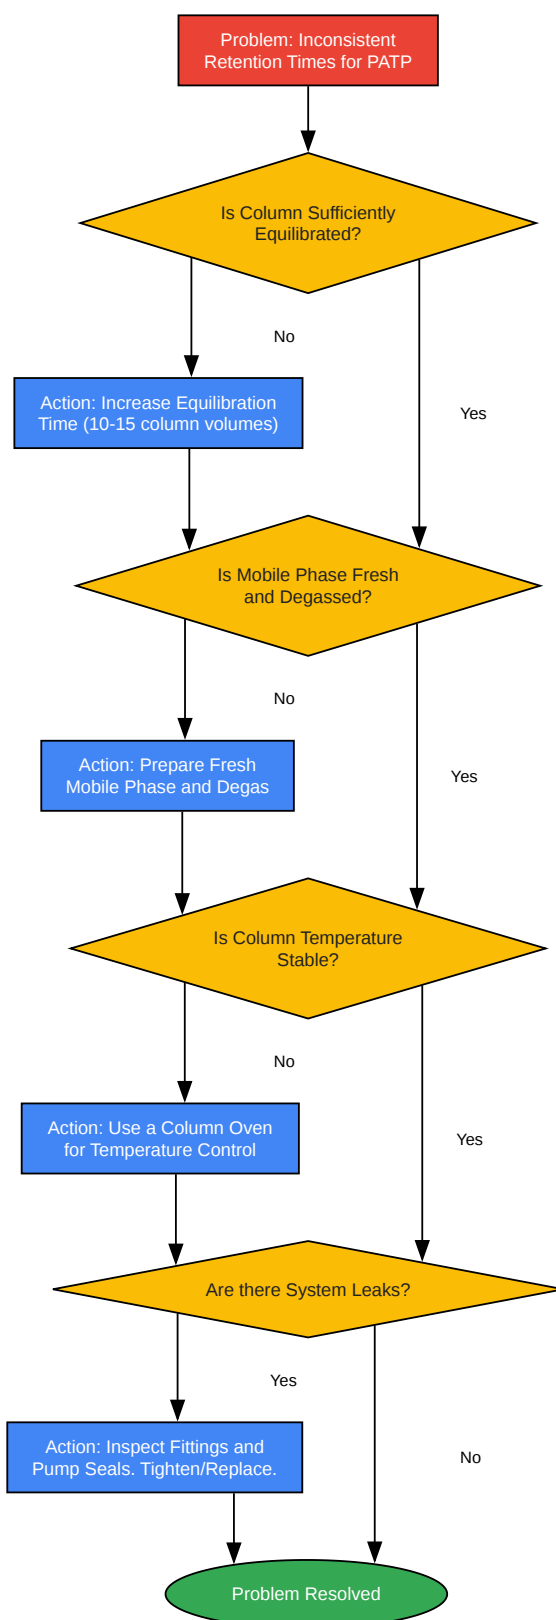 Problem: Inconsistent
Retention Times for PATP
Is Column Sufficiently
Equilibrated?
No
Action: Increase Equilibration
Time (10-15 column volumes)
Yes
Is Mobile Phase Fresh
and Degassed?
No
Action: Prepare Fresh
Mobile Phase and Degas
Yes
Is Column Temperature
Stable?
No
Action: Use a Column Oven
for Temperature Control
Yes
Are there System Leaks?
Yes
Action: Inspect Fittings and
Pump Seals. Tighten/Replace.
No
Problem Resolved